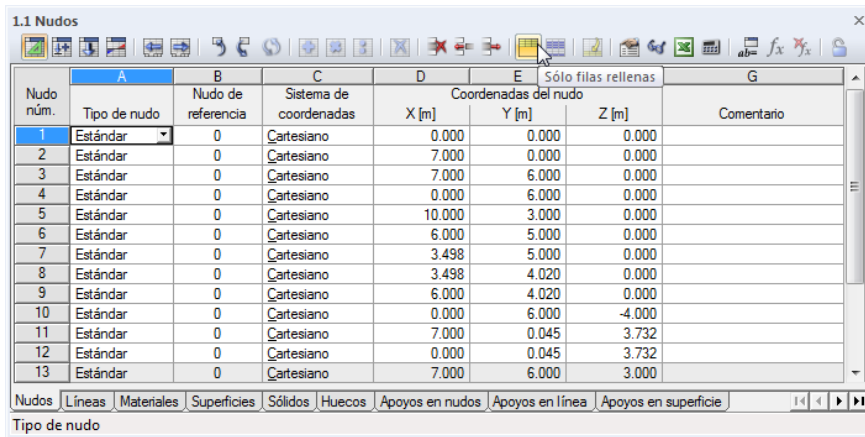 1.1 Nudos
Sólo filas rellenas
A B C D E G
Nudo núm. Tipo de nudo Nudo de referencia Sistema de coordenadas Coordenadas del nudo X [m] Y [m] Z [m] Comentario
1 Estándar 0 Cartesiano 0.000 0.000 0.000
2 Estándar 0 Cartesiano 7.000 0.000 0.000
3 Estándar 0 Cartesiano 7.000 6.000 0.000
4 Estándar 0 Cartesiano 0.000 6.000 0.000
5 Estándar 0 Cartesiano 10.000 3.000 0.000
6 Estándar 0 Cartesiano 6.000 5.000 0.000
7 Estándar 0 Cartesiano 3.498 5.000 0.000
8 Estándar 0 Cartesiano 3.498 4.020 0.000
9 Estándar 0 Cartesiano 6.000 4.020 0.000
10 Estándar 0 Cartesiano 0.000 6.000 -4.000
11 Estándar 0 Cartesiano 7.000 0.045 3.732
12 Estándar 0 Cartesiano 0.000 0.045 3.732
13 Estándar 0 Cartesiano 7.000 6.000 3.000
Nudos Líneas Materiales Superficies Sólidos Huecos Apoyos en nudos Apoyos en línea Apoyos en superficie
Tipo de nudo